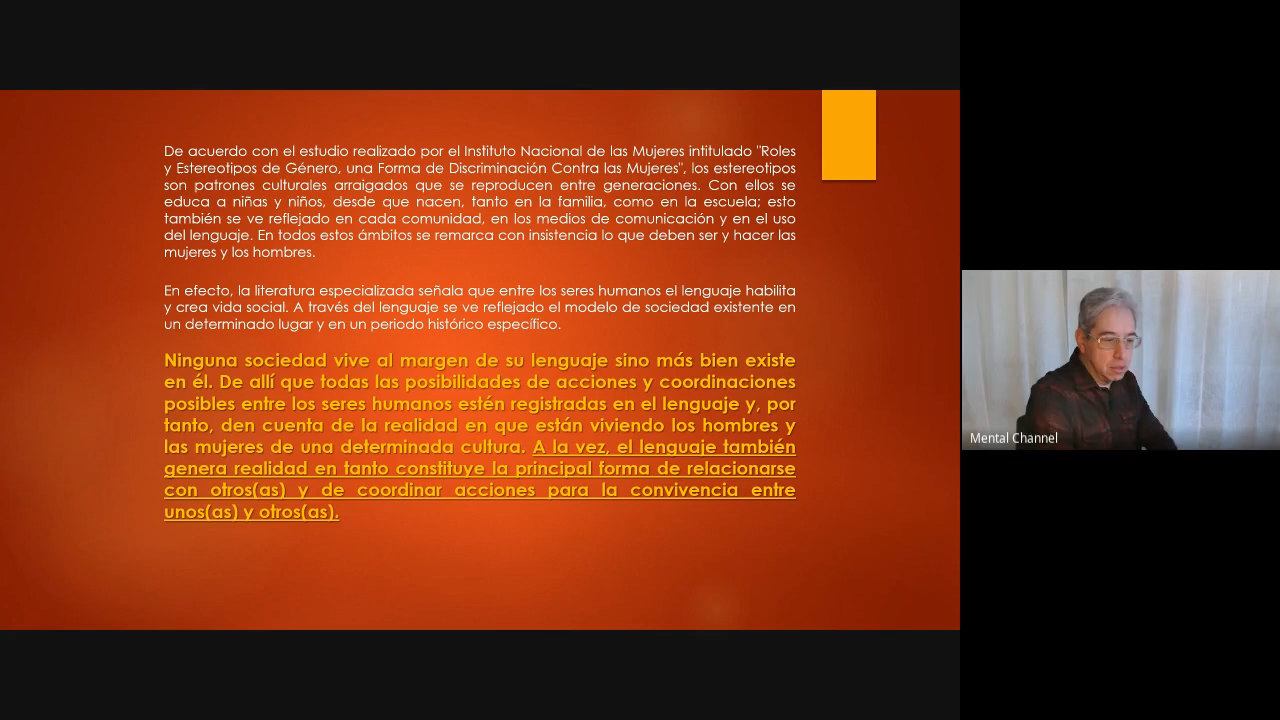 De acuerdo con el estudio realizado por el Instituto Nacional de las Mujeres intitulado "Roles
y Estereotipos de Género, una Forma de Discriminación Contra las Mujeres", los estereotipos
son patrones culturales arraigados que se reproducen entre generaciones. Con ellos se
educa a niñas y niños, desde que nacen, tanto en la familia, como en la escuela; esto
también se ve reflejado en cada comunidad, en los medios de comunicación y en el uso
del lenguaje. En todos estos ámbitos se remarca con insistencia lo que deben ser y hacer las
mujeres y los hombres.
En efecto, la literatura especializada señala que entre los seres humanos el lenguaje habilita
y crea vida social. A través del lenguaje se ve reflejado el modelo de sociedad existente en
un determinado lugar y en un periodo histórico específico.
Ninguna sociedad vive al margen de su lenguaje sino más bien existe
en él. De allí que todas las posibilidades de acciones y coordinaciones
posibles entre los seres humanos estén registradas en el lenguaje y, por
tanto, den cuenta de la realidad en que están viviendo los hombres y
las mujeres de una determinada cultura. A la vez, el lenguaje también
genera realidad en tanto constituye la principal forma de relacionarse
con otros(as) y de coordinar acciones para la convivencia entre
unos(as) y otros(as).
Mental Channel